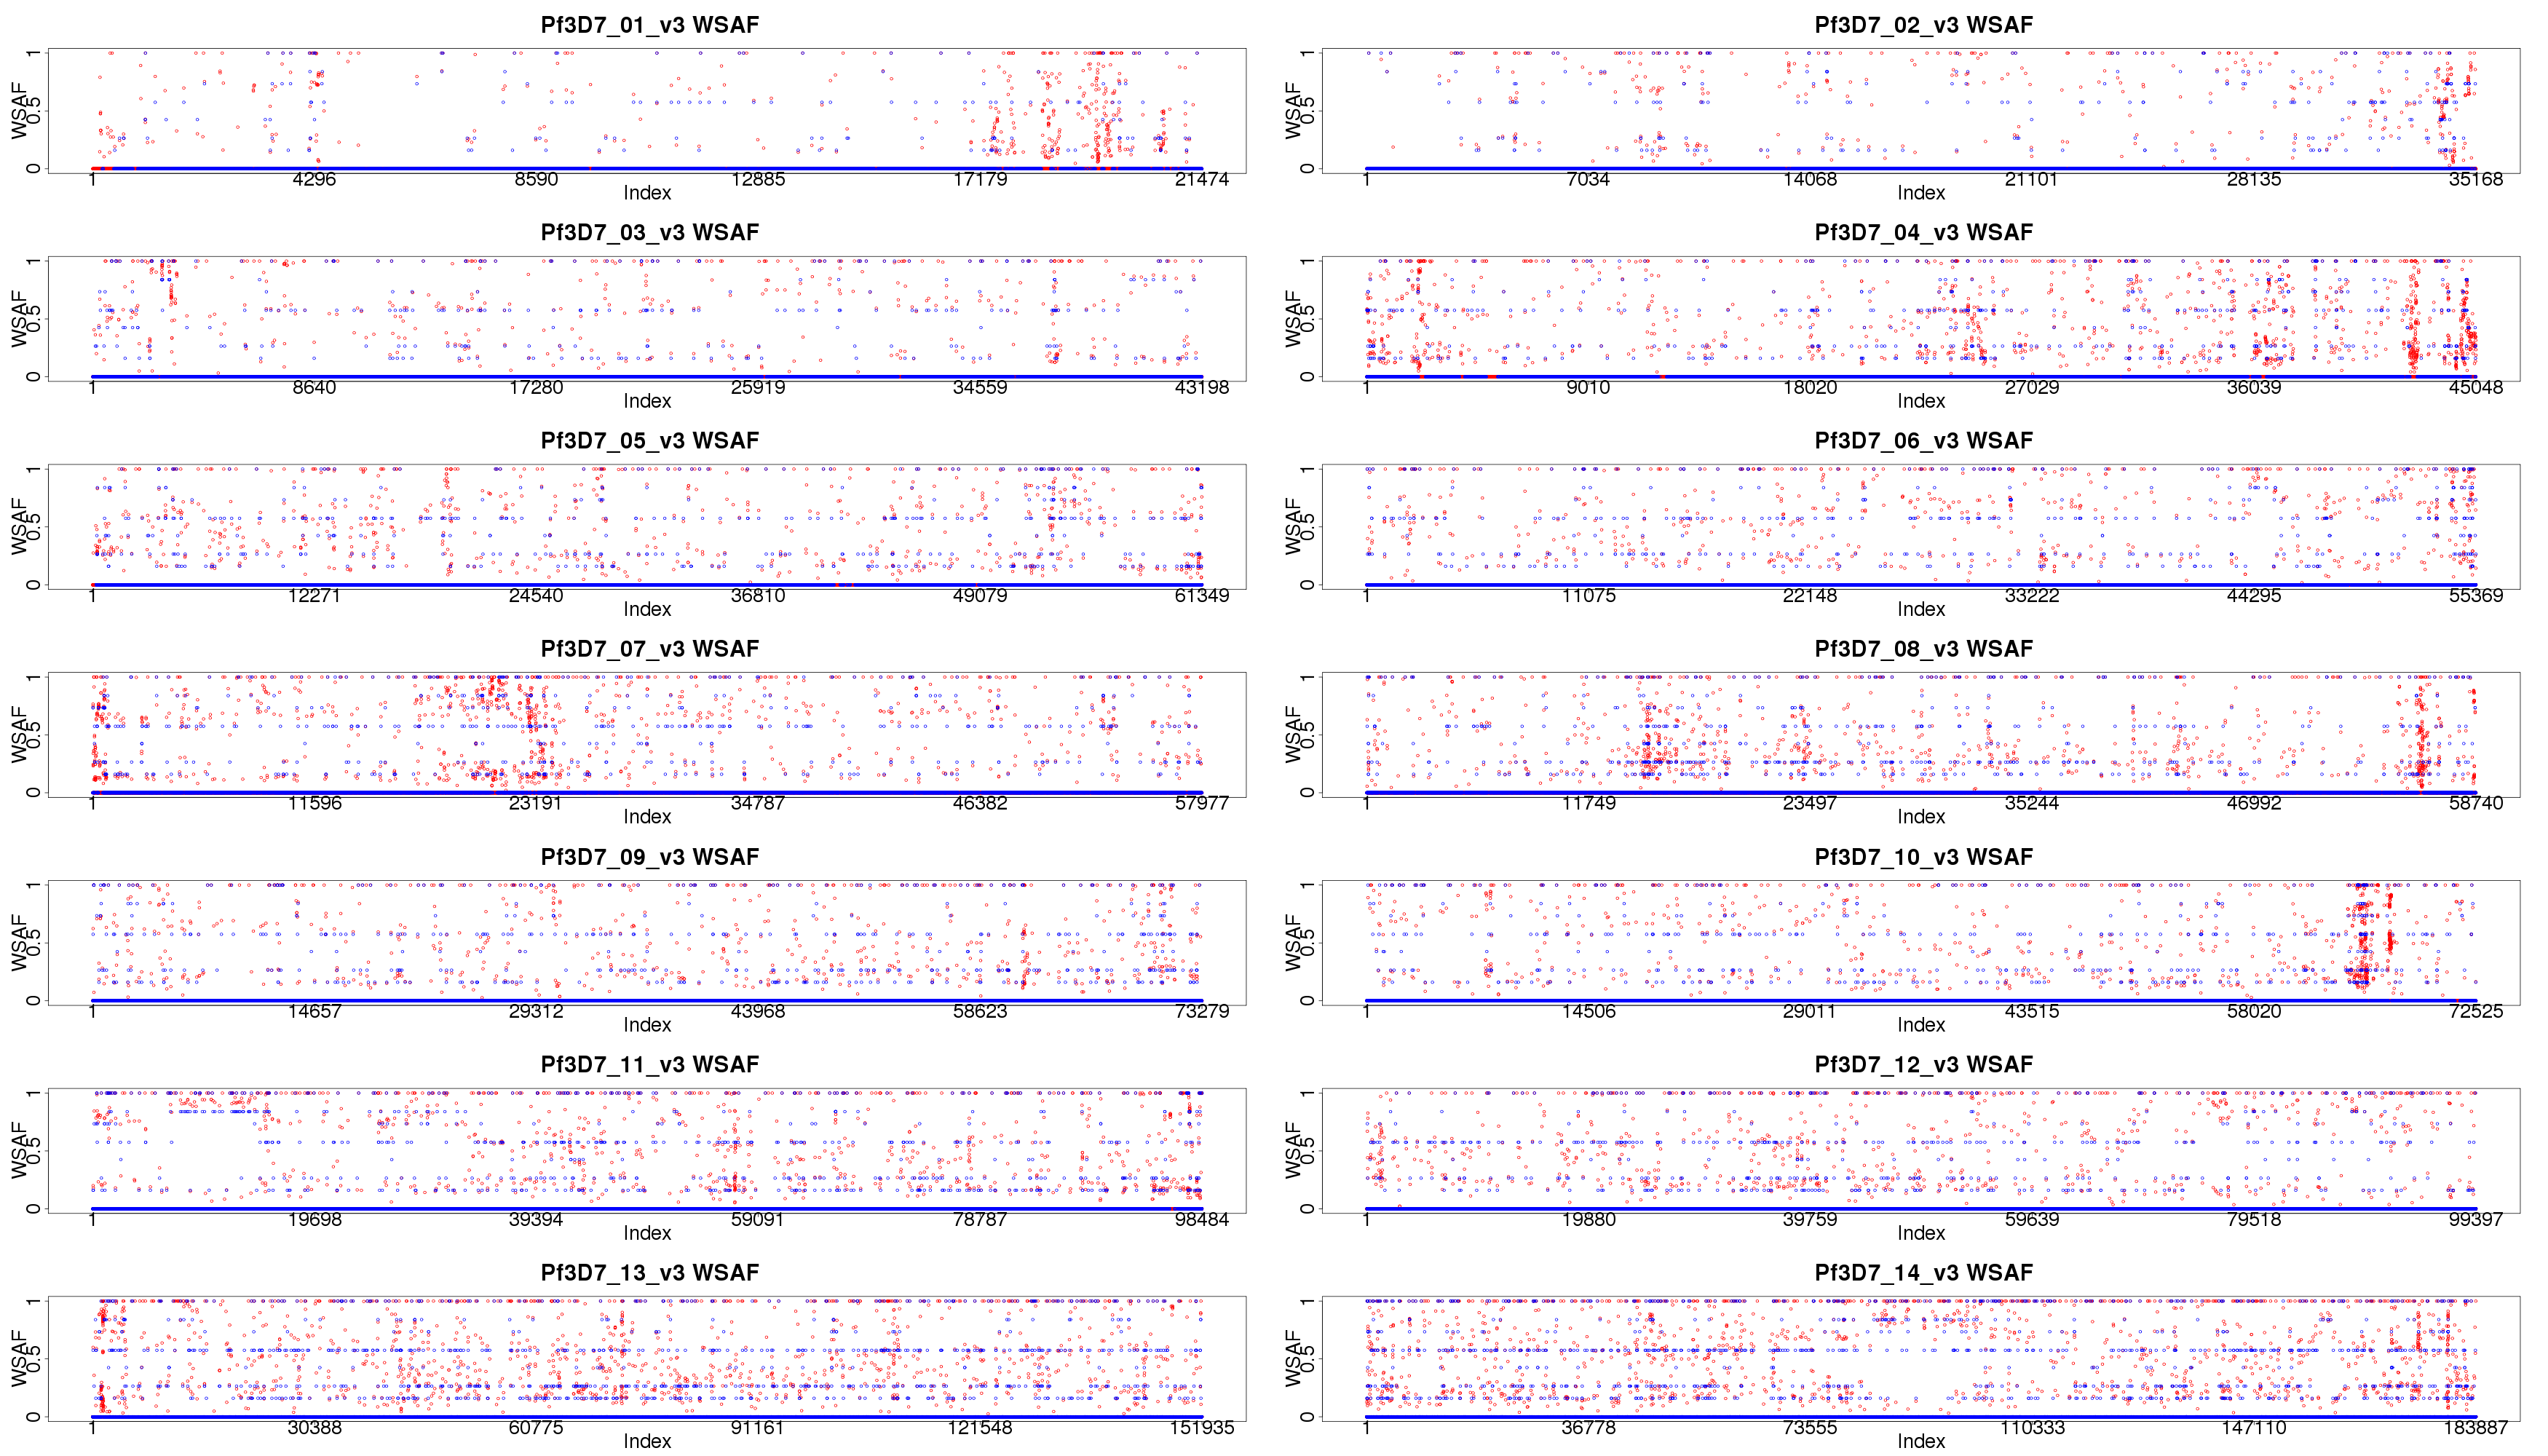 Pf3D7_01_v3 WSAF
WSAF
0 0.5 1
1 4296 8590 12885 17179 21474
Index
Pf3D7_02_v3 WSAF
WSAF
0 0.5 1
1 7034 14068 21101 28135 35168
Index
Pf3D7_03_v3 WSAF
WSAF
0 0.5 1
1 8640 17280 25919 34559 43198
Index
Pf3D7_04_v3 WSAF
WSAF
0 0.5 1
1 9010 18020 27029 36039 45048
Index
Pf3D7_05_v3 WSAF
WSAF
0 0.5 1
1 12271 24540 36810 49079 61349
Index
Pf3D7_06_v3 WSAF
WSAF
0 0.5 1
1 11075 22148 33222 44295 55369
Index
Pf3D7_07_v3 WSAF
WSAF
0 0.5 1
1 11596 23191 34787 46382 57977
Index
Pf3D7_08_v3 WSAF
WSAF
0 0.5 1
1 11749 23497 35244 46992 58740
Index
Pf3D7_09_v3 WSAF
WSAF
0 0.5 1
1 14657 29312 43968 58623 73279
Index
Pf3D7_10_v3 WSAF
WSAF
0 0.5 1
1 14506 29011 43515 58020 72525
Index
Pf3D7_11_v3 WSAF
WSAF
0 0.5 1
1 19698 39394 59091 78787 98484
Index
Pf3D7_12_v3 WSAF
WSAF
0 0.5 1
1 19880 39759 59639 79518 99397
Index
Pf3D7_13_v3 WSAF
WSAF
0 0.5 1
1 30388 60775 91161 121548 151935
Index
Pf3D7_14_v3 WSAF
WSAF
0 0.5 1
1 36778 73555 110333 147110 183887
Index